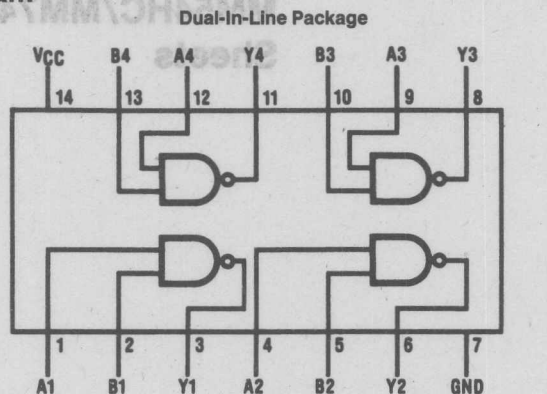 Dual-In-Line Package
VCC B4 A4 Y4 B3 A3 Y3
14 13 12 11 10 9 8
1 2 3 4 5 6 7
A1 B1 Y1 A2 B2 Y2 GND